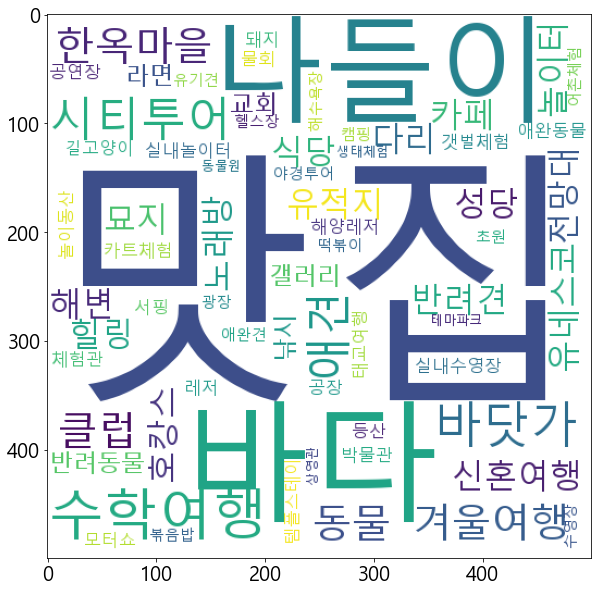 0
한옥마을
돼지
나들이
놀이터
물회
공연장
라면
유기견
해수욕장
어촌체험
시티투어
교회
카페
헬스장
100
캠핑
다리
애완동물
길고양이
실내놀이터
식당
생태체험
갯벌체험
동물원
야경투어
맛집
놀이동산
묘지
노래방
유적지
성당
전망대
200
해양레저
카트체험
떡볶이
초원
갤러리
유네스코
해변
서핑
광장
반려견
300
힐링
애완견
낚시
애견
태교여행
테마파크
체험관
실내수영장
레저
공장
클럽
호캉스
바다
바닷가
등산
400
반려동물
템플스테이
상영관
박물관
신혼여행
수학여행
동물
겨울여행
수영장
모터쇼
볶음밥
0
100
200
300
400